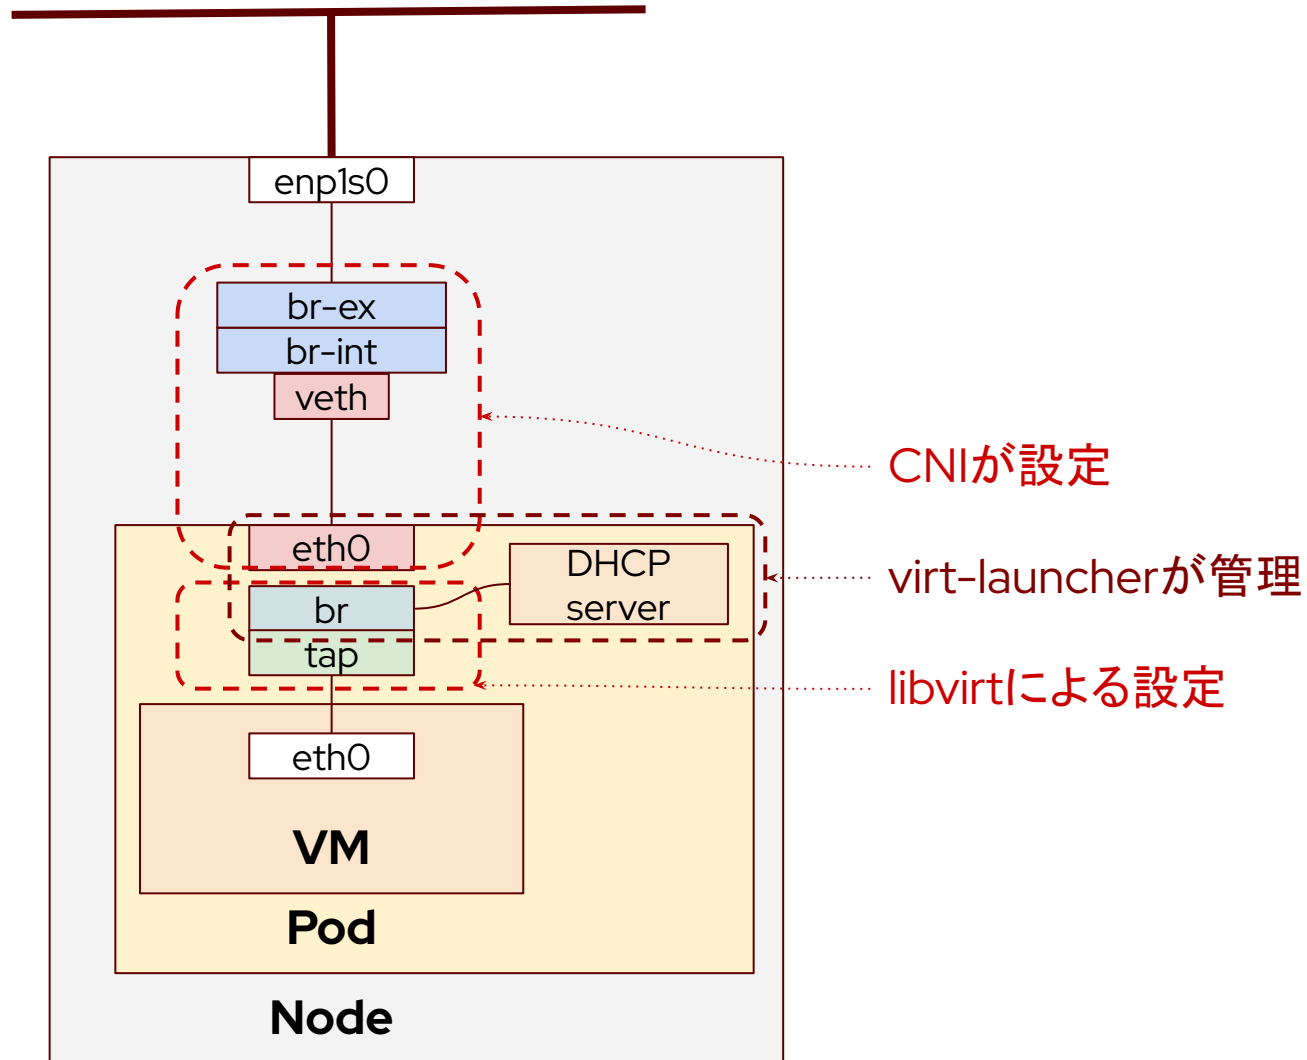 enp1s0
br-ex
br-int
veth
CNIが設定
eth0
DHCP
server
virt-launcherが管理
br
tap
libvirtによる設定
eth0
VM
Pod
Node